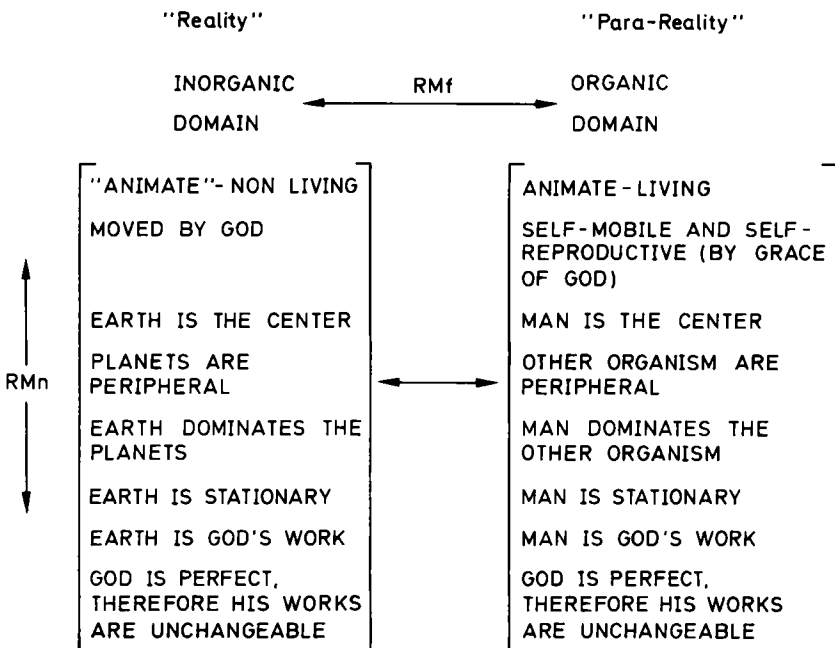 "Reality"
"Para-Reality"
INORGANIC
DOMAIN
RMf
ORGANIC
DOMAIN
RMn
"ANIMATE"- NON LIVING
MOVED BY GOD
EARTH IS THE CENTER
PLANETS ARE
PERIPHERAL
EARTH DOMINATES THE
PLANETS
EARTH IS STATIONARY
EARTH IS GOD'S WORK
GOD IS PERFECT,
THEREFORE HIS WORKS
ARE UNCHANGEABLE
ANIMATE - LIVING
SELF-MOBILE AND SELF-
REPRODUCTIVE (BY GRACE
OF GOD)
MAN IS THE CENTER
OTHER ORGANISM ARE
PERIPHERAL
MAN DOMINATES THE
OTHER ORGANISM
MAN IS STATIONARY
MAN IS GOD'S WORK
GOD IS PERFECT,
THEREFORE HIS WORKS
ARE UNCHANGEABLE